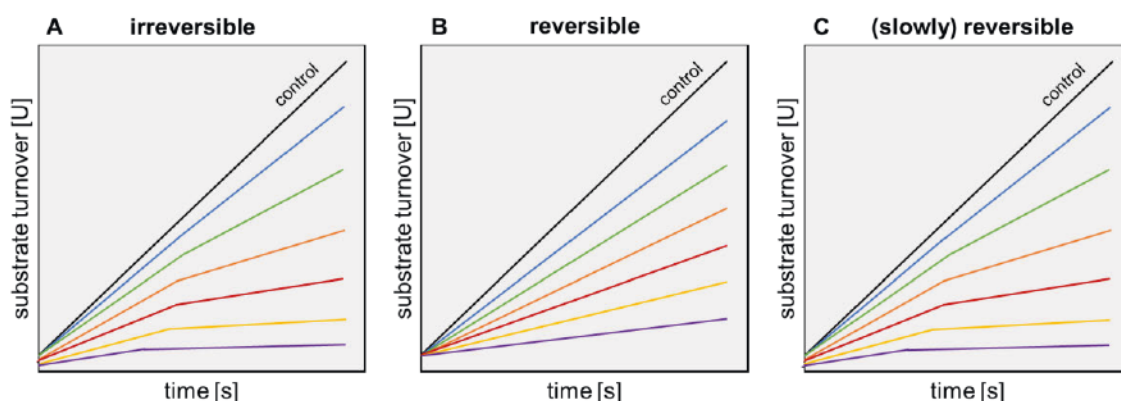 A irreversible
B reversible
C (slowly) reversible
control
control
control
substrate turnover [U]
substrate turnover [U]
substrate turnover [U]
time [s]
time [s]
time [s]